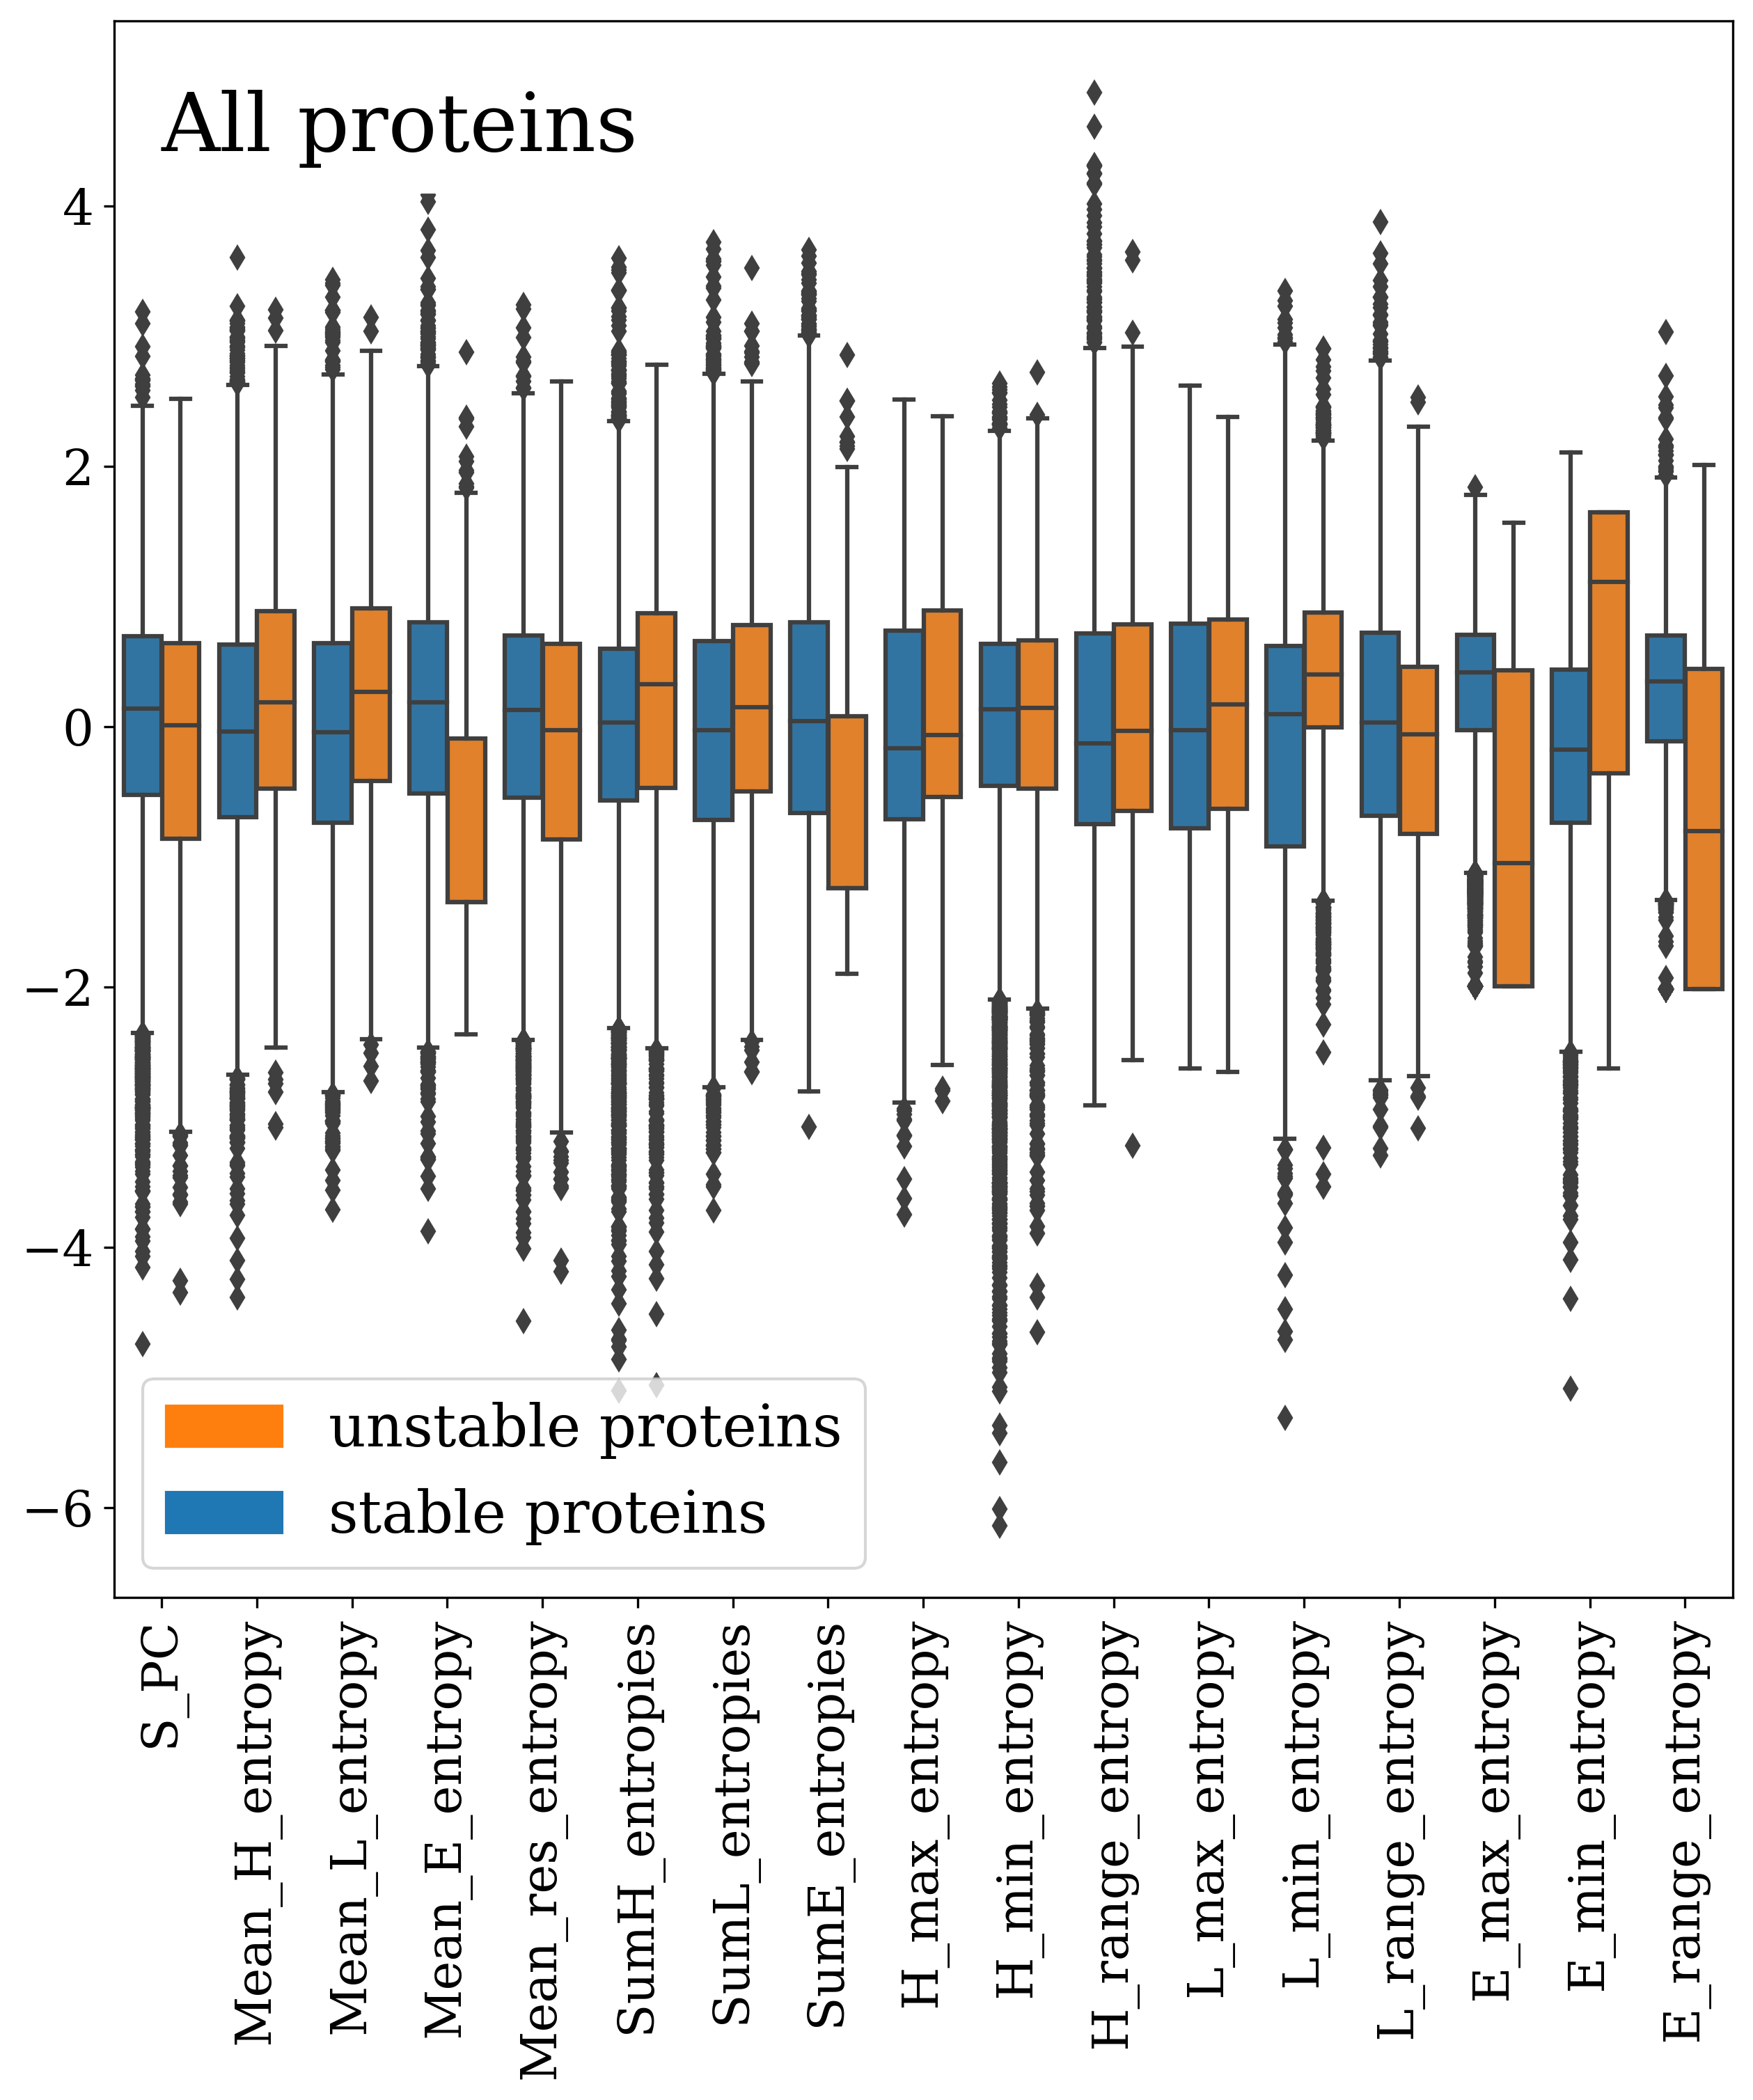 All proteins
4
2
0
−2
−4
−6
unstable proteins
stable proteins
S_PC
Mean_H_entropy
Mean_L_entropy
Mean_E_entropy
Mean_res_entropy
SumH_entropies
SumL_entropies
SumE_entropies
H_max_entropy
H_min_entropy
H_range_entropy
L_max_entropy
L_min_entropy
L_range_entropy
E_max_entropy
E_min_entropy
E_range_entropy